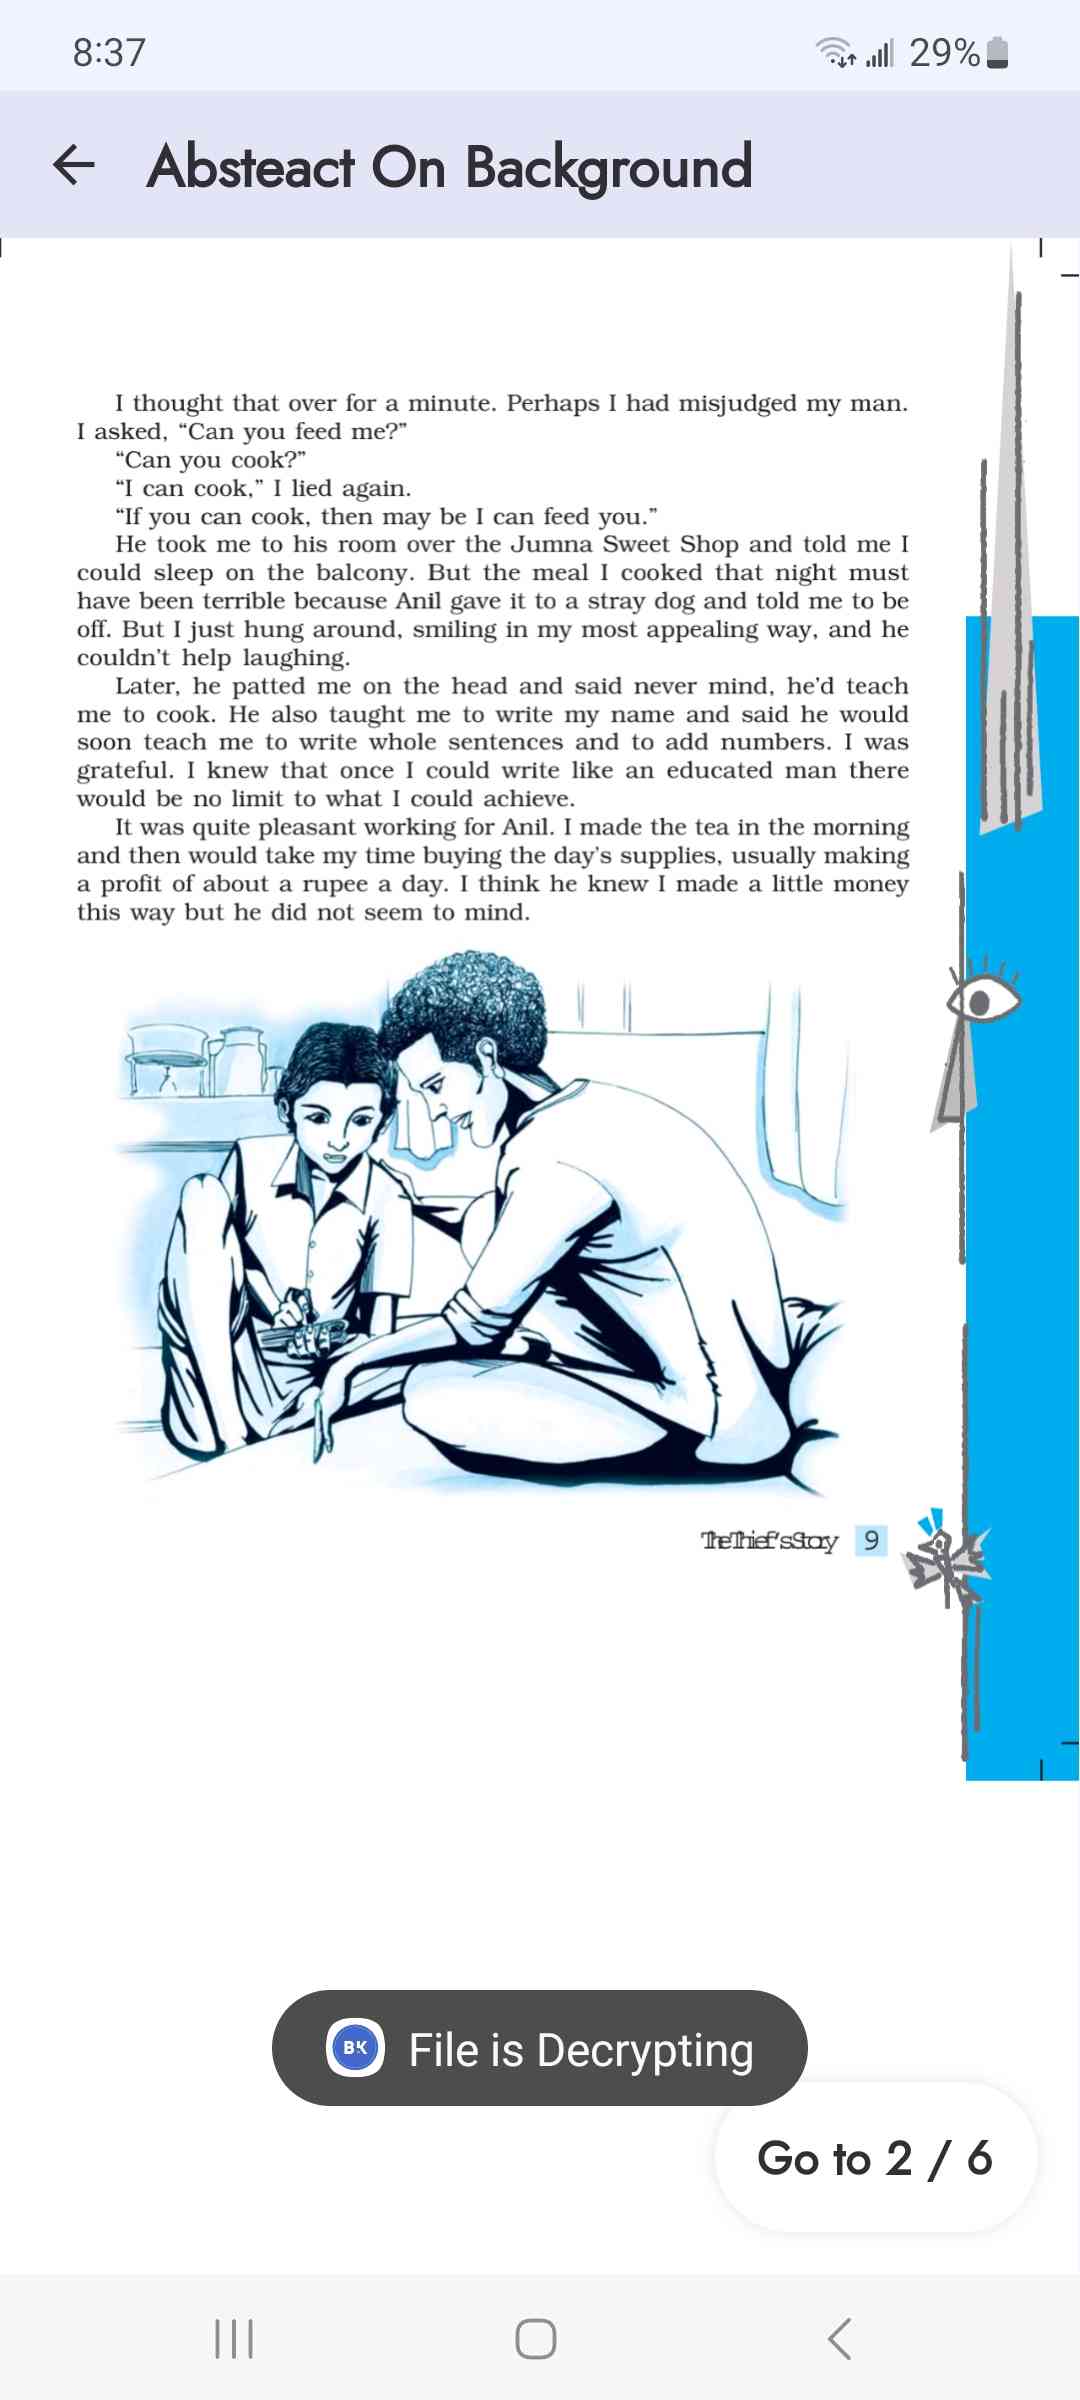 8:37
29%
Absteact On Background
I thought that over for a minute. Perhaps I had misjudged my man.
I asked, “Can you feed me?”
“Can you cook?”
“I can cook,” I lied again.
“If you can cook, then may be I can feed you.”
He took me to his room over the Jumna Sweet Shop and told me I
could sleep on the balcony. But the meal I cooked that night must
have been terrible because Anil gave it to a stray dog and told me to be
off. But I just hung around, smiling in my most appealing way, and he
couldn’t help laughing.
Later, he patted me on the head and said never mind, he’d teach
me to cook. He also taught me to write my name and said he would
soon teach me to write whole sentences and to add numbers. I was
grateful. I knew that once I could write like an educated man there
would be no limit to what I could achieve.
It was quite pleasant working for Anil. I made the tea in the morning
and then would take my time buying the day’s supplies, usually making
a profit of about a rupee a day. I think he knew I made a little money
this way but he did not seem to mind.
The Thief’s Story 9
BK File is Decrypting
Go to 2 / 6